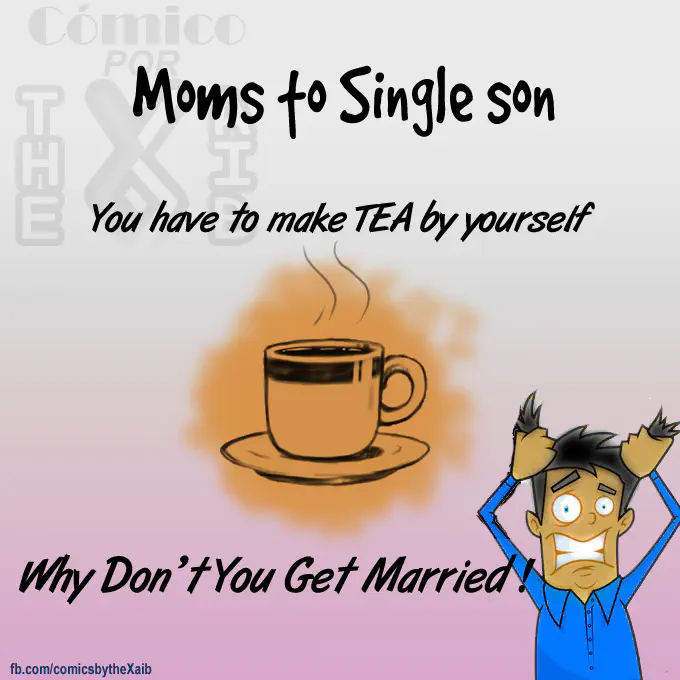 Cómico
POR
THE
X
Moms to Single son
You have to make TEA by yourself
Why Don't You Get Married !
fb.com/comicsbytheXaib